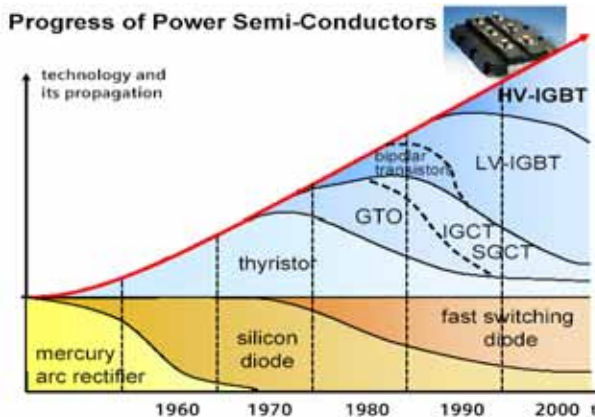 Progress of Power Semi-Conductors
technology and
its propagation
HV-IGBT
bipolar
transistors
LV-IGBT
GTO
IGCT
SGCT
thyristor
fast switching
diode
silicon
diode
mercury
arc rectifier
1960 1970 1980 1990 2000